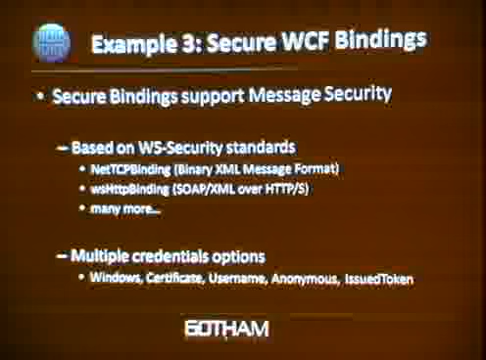 Example 3: Secure WCF Bindings
• Secure Bindings support Message Security
– Based on WS-Security standards
• NetTCPBinding (Binary XML Message Format)
• wsHttpBinding (SOAP/XML over HTTP/S)
• many more...
– Multiple credentials options
• Windows, Certificate, Username, Anonymous, IssuedToken
GOTHAM